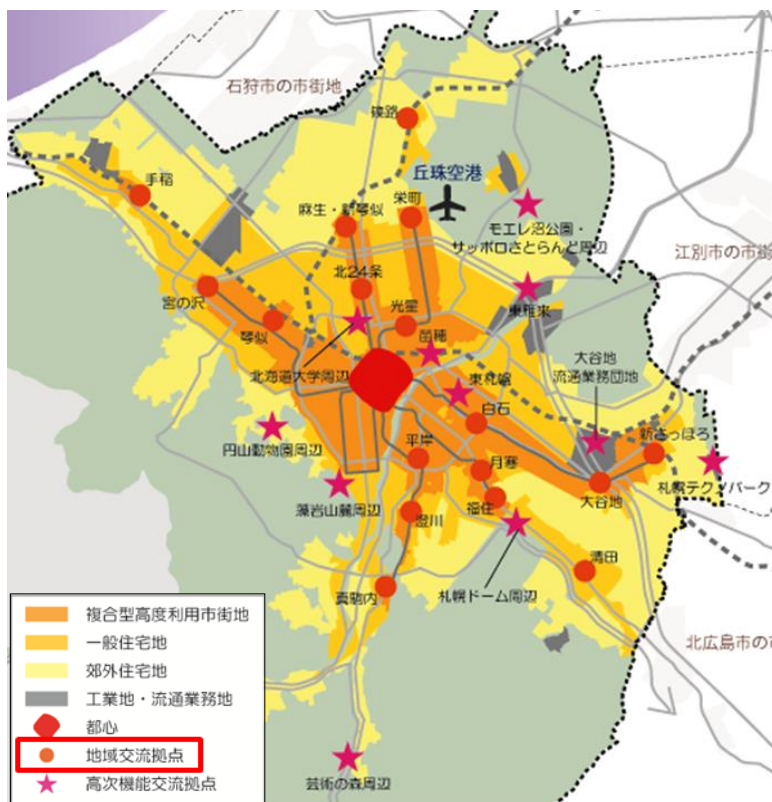 石狩市の市街地
篠路
手稲
丘珠空港
麻生・新琴似
栄町
モエレ沼公園・
サッポロさとらんど周辺
江別市の市街
北24条
宮の沢
光星
東雁来
琴似
苗穂
大谷地
流通業務団地
北海道大学周辺
東札幌
白石
新さっぽろ
円山動物園周辺
平岸
月寒
札幌テクノパーク
藻岩山麓周辺
大谷地
福住
澄川
清田
真駒内
札幌ドーム周辺
北広島市の市
複合型高度利用市街地
一般住宅地
郊外住宅地
工業地・流通業務地
都心
地域交流拠点
高次機能交流拠点
芸術の森周辺